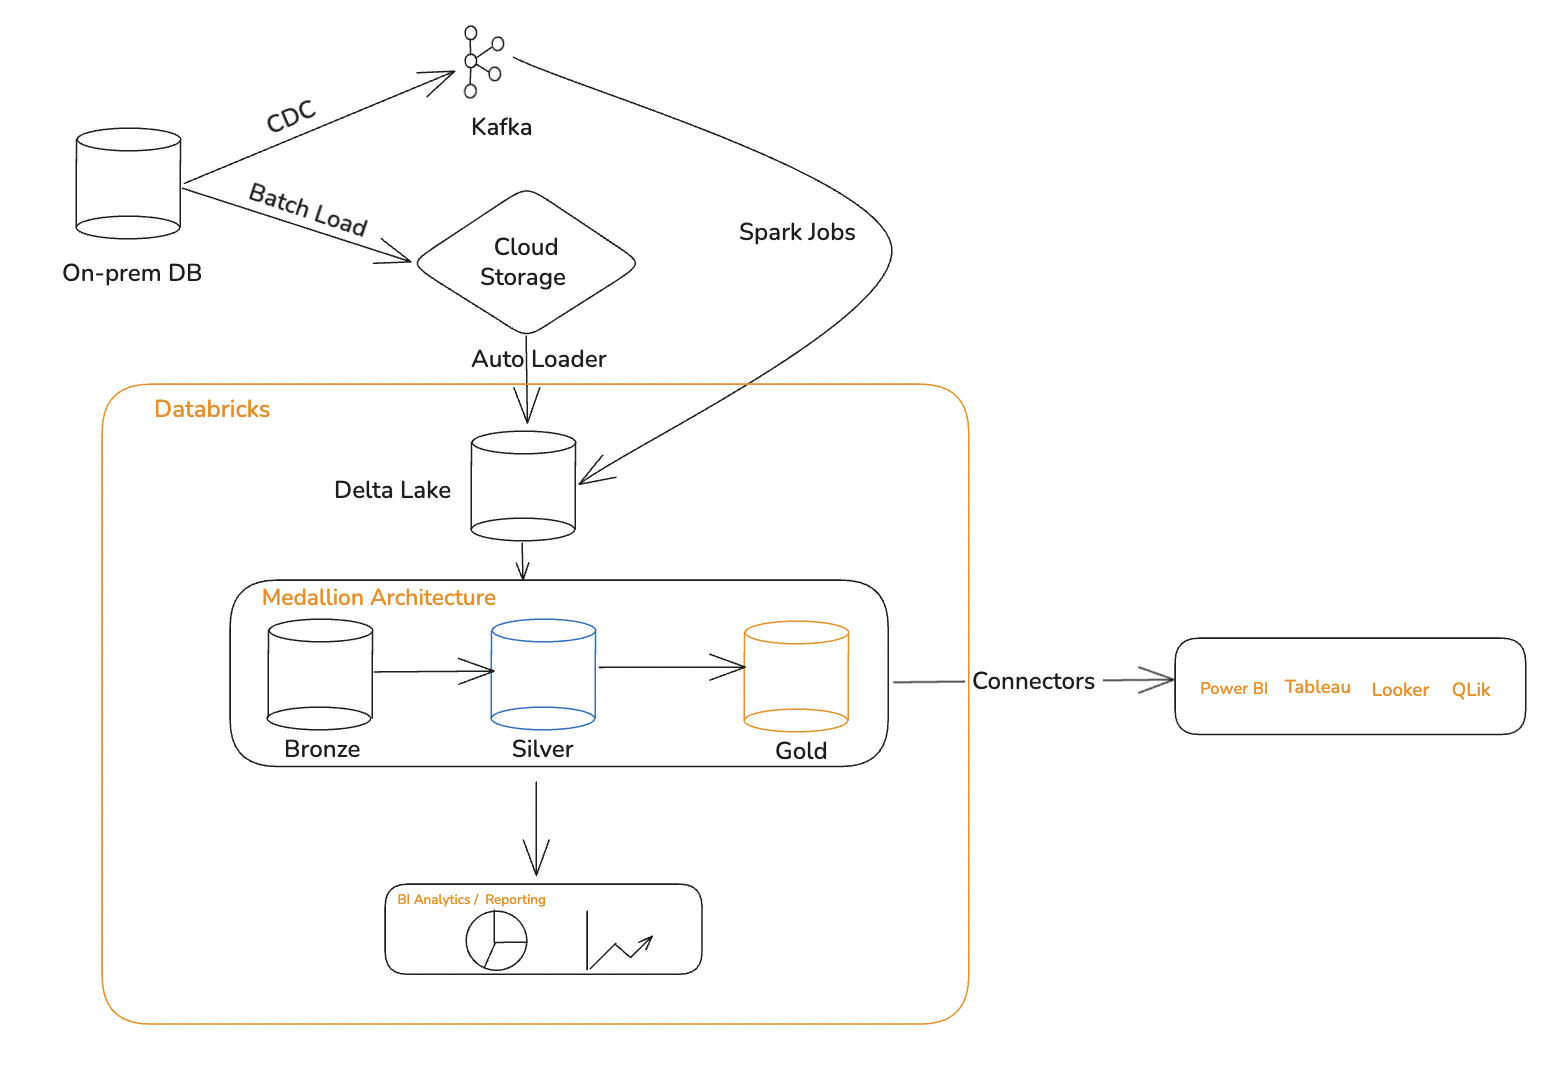 CDC
Kafka
Batch Load
On-prem DB
Cloud
Storage
Spark Jobs
Auto Loader
Databricks
Delta Lake
Medallion Architecture
Bronze
Silver
Gold
Connectors
Power BI
Tableau
Looker
QLik
BI Analytics / Reporting